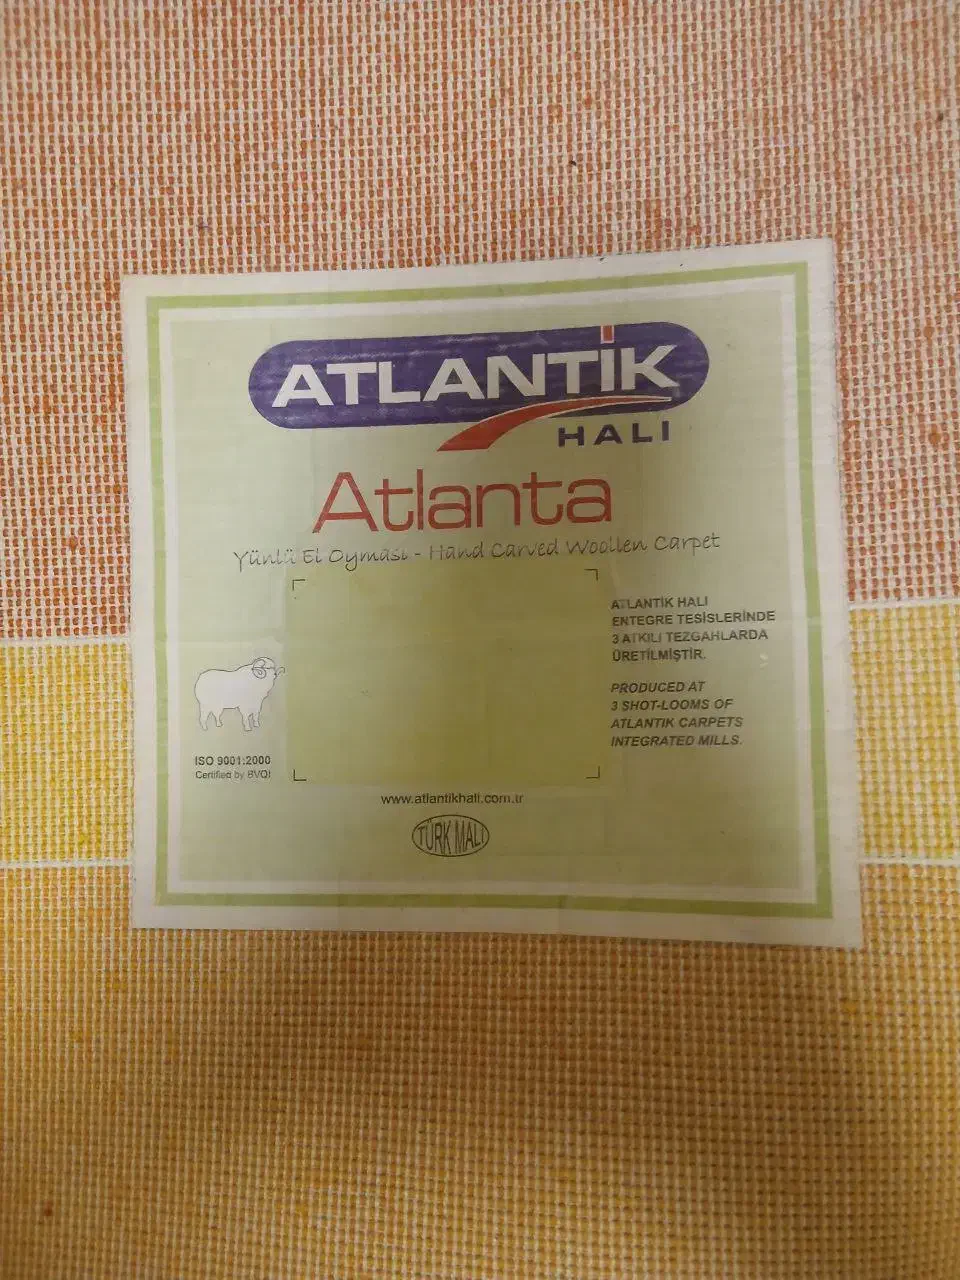 ATLANTİK
HALI
Atlanta
Yünlü El Oyması - Hand Carved Woollen Carpet
ATLANTİK HALI
ENTEGRE TESİSLERİNDE
3 ATKILI TEZGAHLARDA
ÜRETİLMİŞTİR.
PRODUCED AT
3 SHOT-LOOMS OF
ATLANTIK CARPETS
INTEGRATED MILLS.
ISO 9001:2000
Certified by BVQI
www.atlantikhali.com.tr
TÜRK MALI